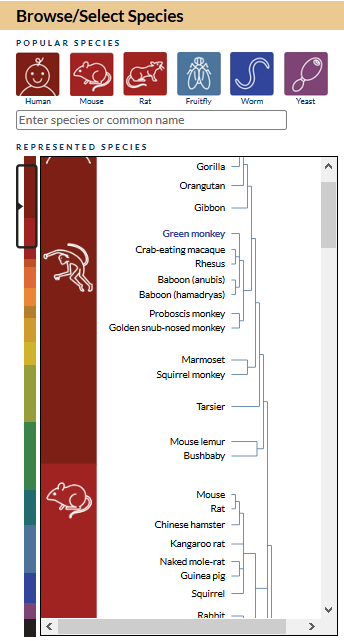 Browse/Select Species
POPULAR SPECIES
Human Mouse Rat Fruitfly Worm Yeast
Enter species or common name
REPRESENTED SPECIES
Gorilla
Orangutan
Gibbon
Green monkey
Crab-eating macaque
Rhesus
Baboon (anubis)
Baboon (hamadryas)
Proboscis monkey
Golden snub-nosed monkey
Marmoset
Squirrel monkey
Tarsier
Mouse lemur
Bushbaby
Mouse
Rat
Chinese hamster
Kangaroo rat
Naked mole-rat
Guinea pig
Squirrel
Rabbit